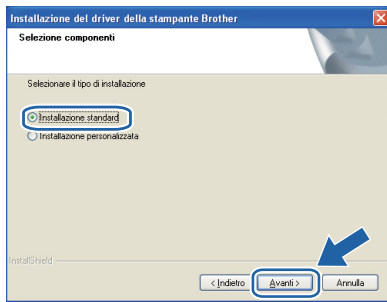 Installazione del driver della stampante Brother
Selezione componenti
Selezionare il tipo di installazione
Installazione standard
Installazione personalizzata
InstallShield
< Indietro
Avanti >
Annulla